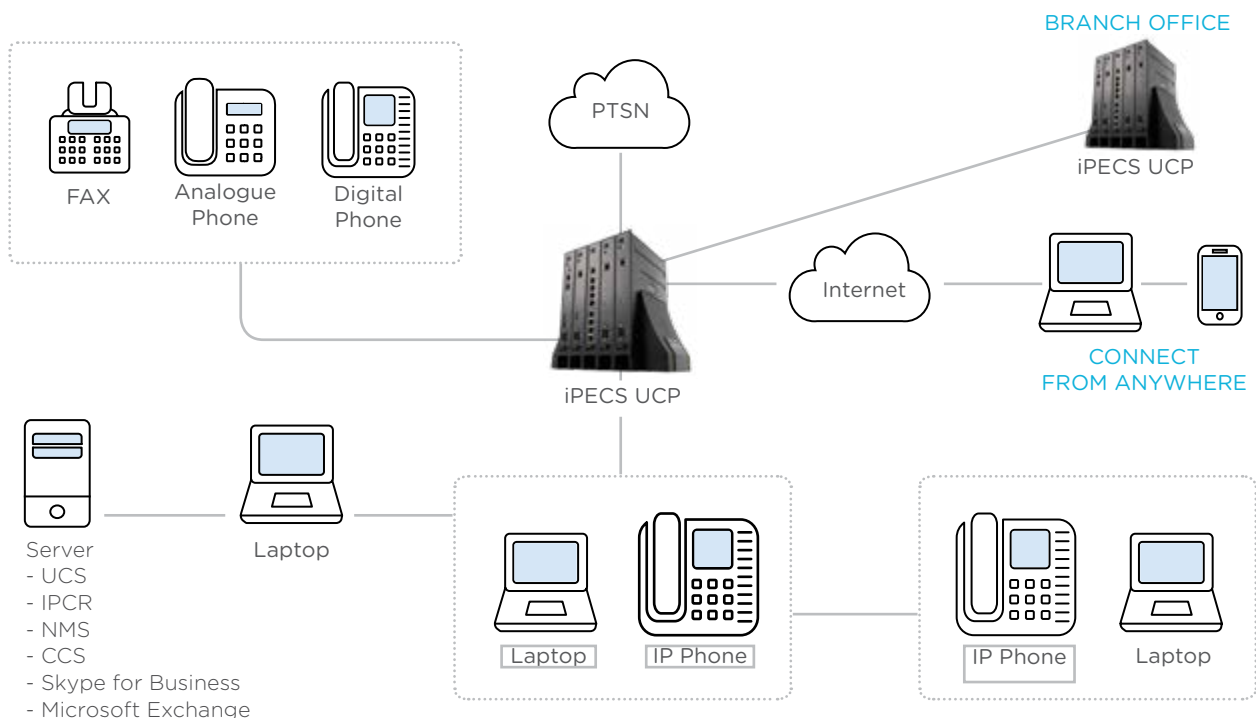 BRANCH OFFICE
PTSN
iPECS UCP
FAX
Analogue
Phone
Digital
Phone
Internet
CONNECT
FROM ANYWHERE
iPECS UCP
Server
- UCS
- IPCR
- NMS
- CCS
- Skype for Business
- Microsoft Exchange
Laptop
Laptop
IP Phone
IP Phone
Laptop